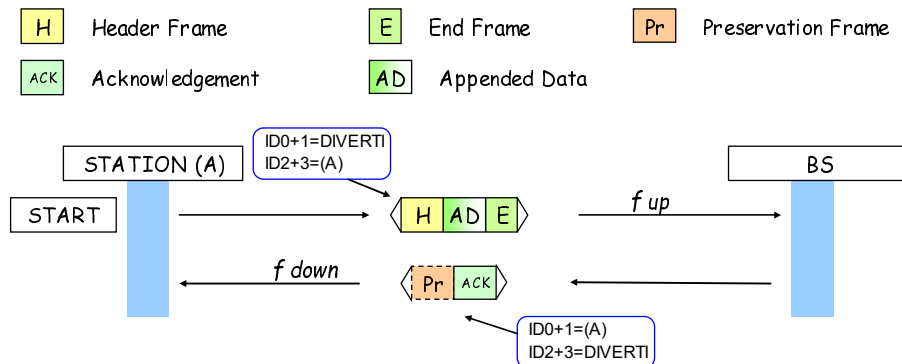 H Header Frame E End Frame Pr Preservation Frame
ACK Acknowledgement AD Appended Data
ID0+1=DIVERTI
ID2+3=(A)
STATION (A) BS
START H AD E f up
f down Pr ACK
ID0+1=(A)
ID2+3=DIVERTI